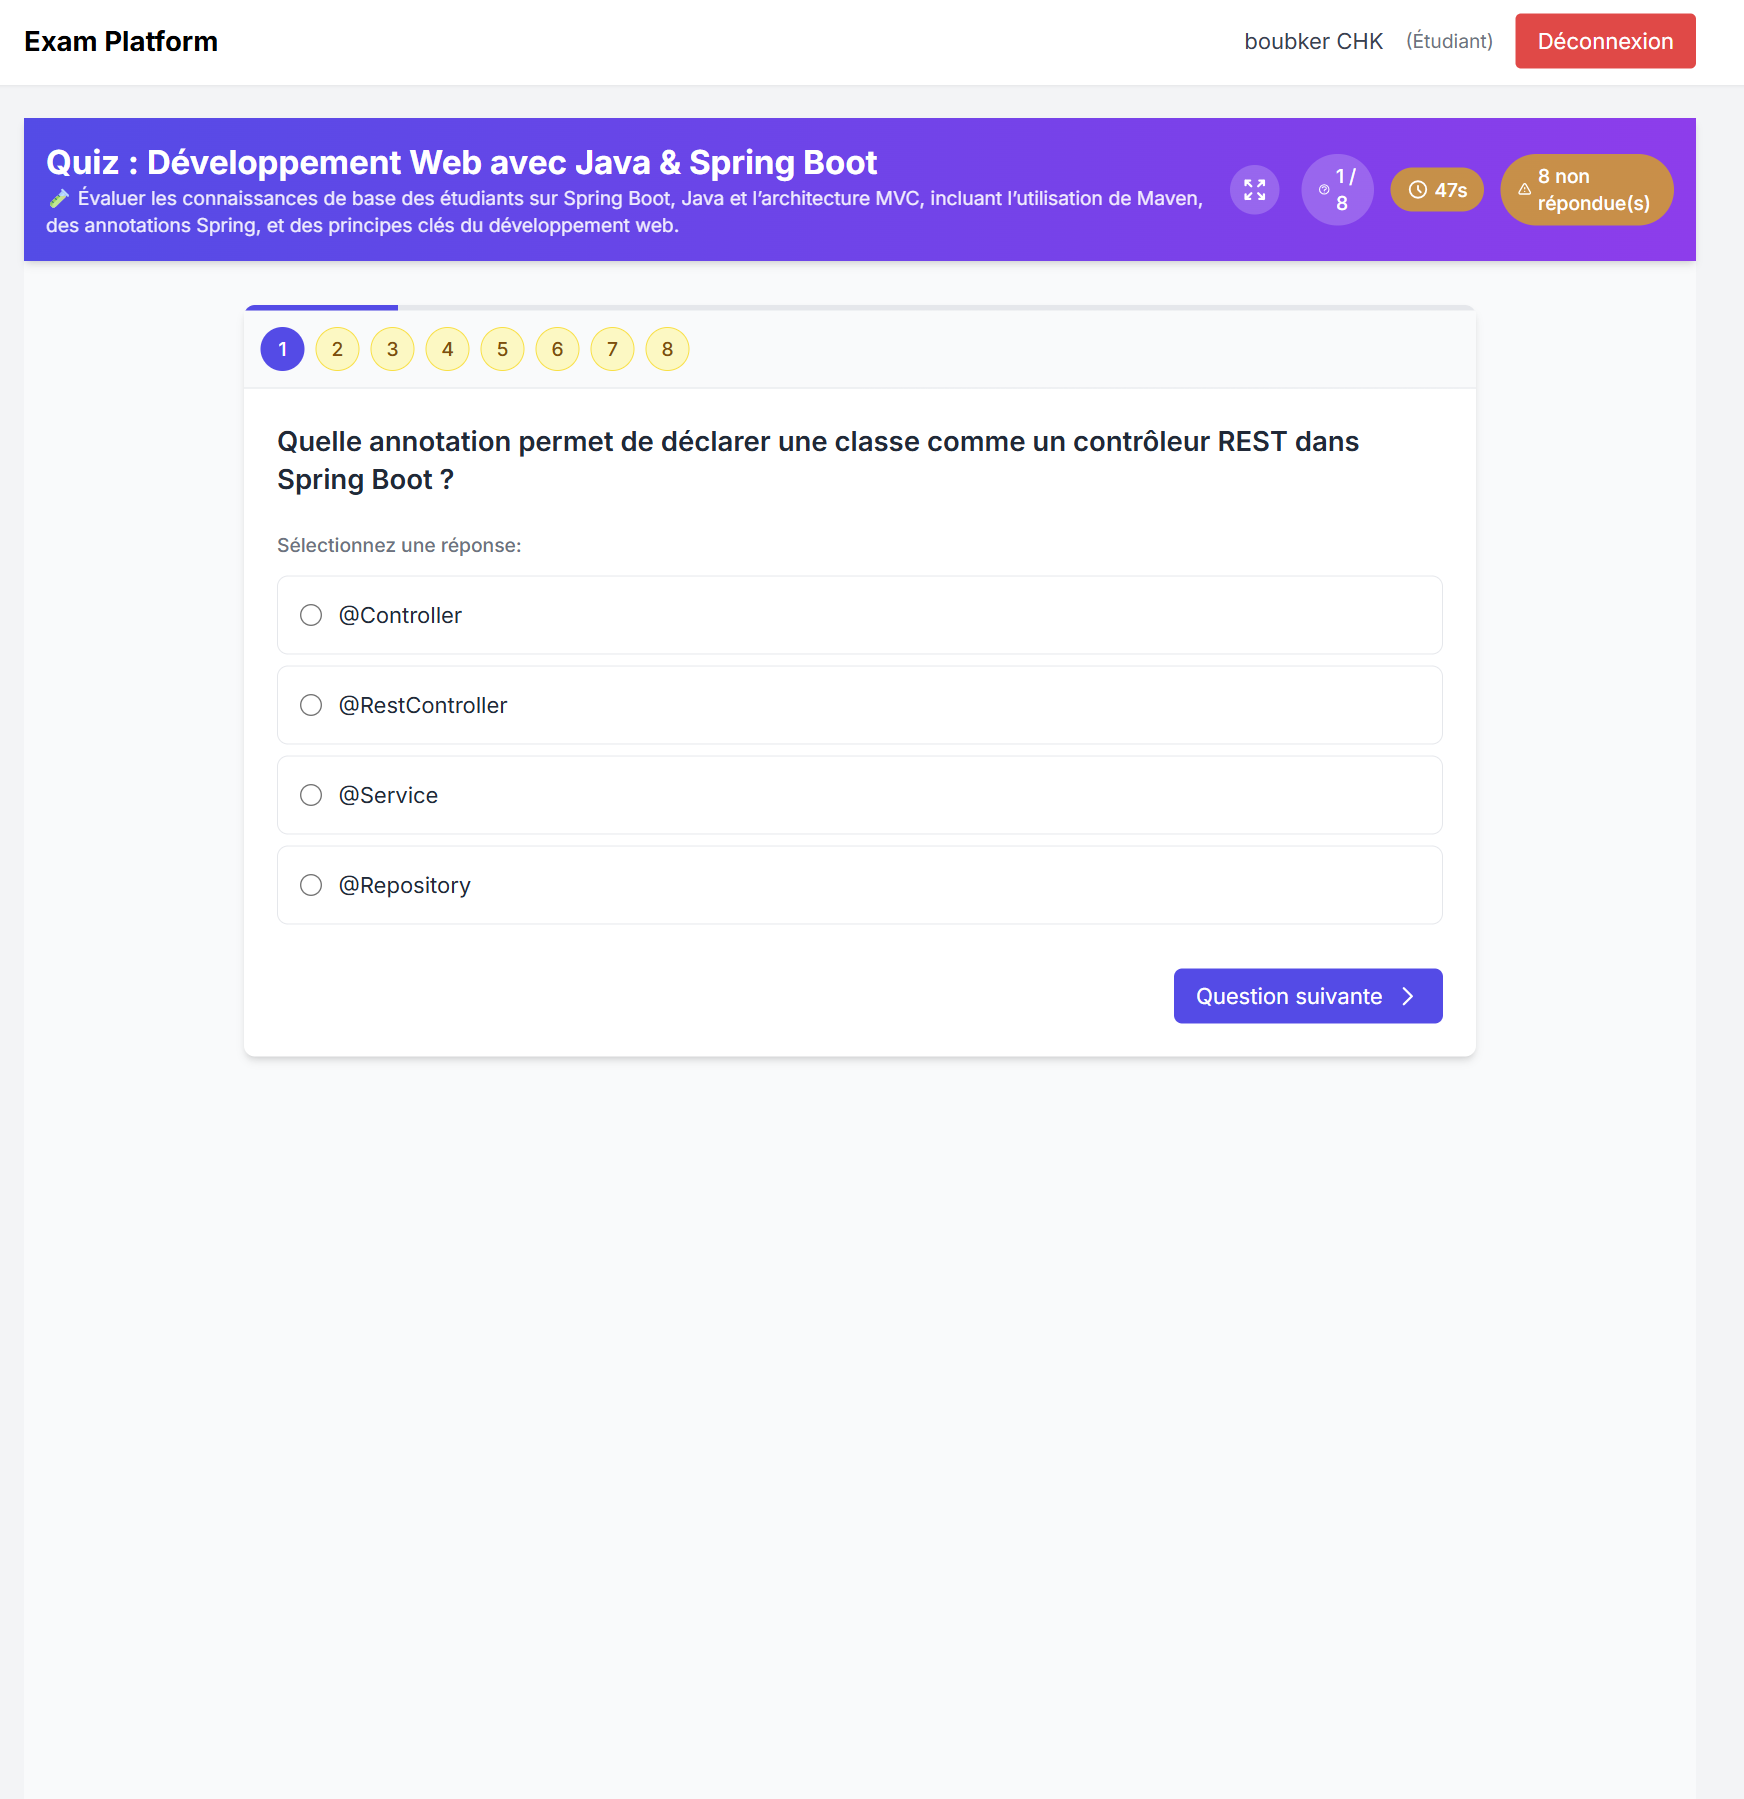 Exam Platform
boubker CHK (Étudiant) Déconnexion
Quiz : Développement Web avec Java & Spring Boot
Évaluer les connaissances de base des étudiants sur Spring Boot, Java et l’architecture MVC, incluant l’utilisation de Maven,
des annotations Spring, et des principes clés du développement web.
1 /
8
47s
8 non
répondue(s)
1 2 3 4 5 6 7 8
Quelle annotation permet de déclarer une classe comme un contrôleur REST dans
Spring Boot ?
Sélectionnez une réponse:
@Controller
@RestController
@Service
@Repository
Question suivante